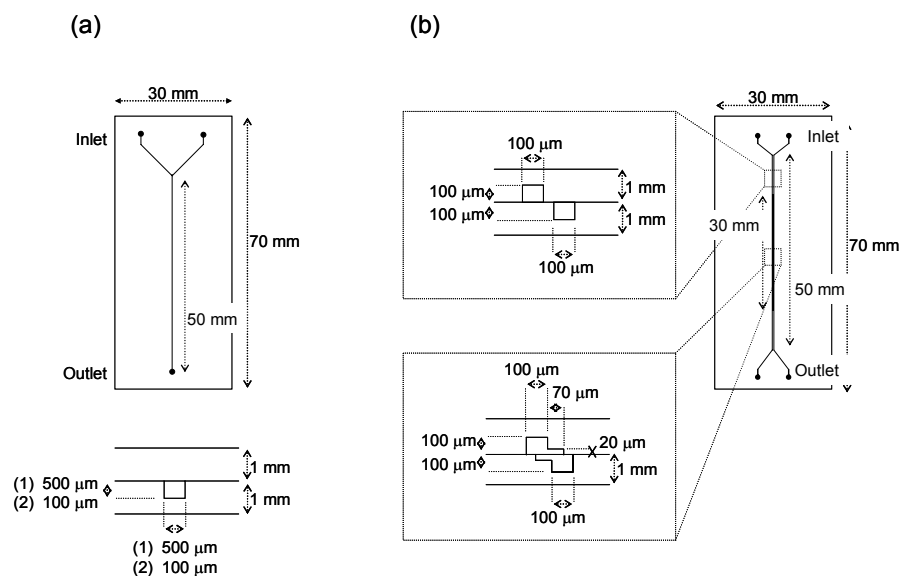 (a)
30 mm
Inlet
70 mm
50 mm
Outlet
1 mm
(1) 500 μm
(2) 100 μm
1 mm
(1) 500 μm
(2) 100 μm
(b)
100 μm
100 μm
1 mm
100 μm
1 mm
100 μm
30 mm
Inlet
30 mm
70 mm
50 mm
Outlet
100 μm
70 μm
100 μm
20 μm
100 μm
1 mm
100 μm